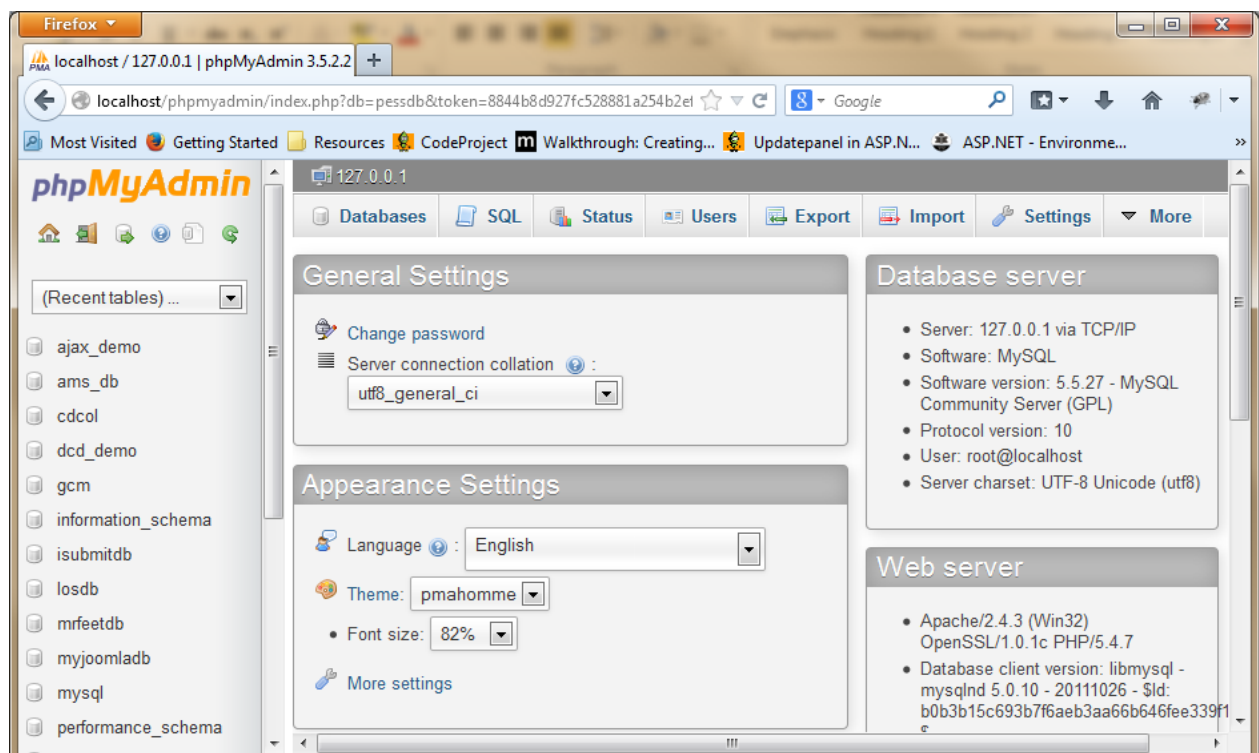 Firefox
localhost / 127.0.0.1 | phpMyAdmin 3.5.2.2
localhost/phpmyadmin/index.php?db=pessdb&token=8844b8d927fc528881a254b2ef
Google
Most Visited Getting Started Resources CodeProject Walkthrough: Creating... Updatepanel in ASP.N... ASP.NET - Environme...
phpMyAdmin
(Recent tables) ...
ajax_demo
ams_db
cdcol
dcd_demo
gcm
information_schema
isubmitdb
losdb
mrfeetdb
myjoomladb
mysql
performance_schema
127.0.0.1
Databases SQL Status Users Export Import Settings More
General Settings
Change password
Server connection collation :
utf8_general_ci
Appearance Settings
Language : English
Theme: pmahomme
Font size: 82%
More settings
Database server
Server: 127.0.0.1 via TCP/IP
Software: MySQL
Software version: 5.5.27 - MySQL
Community Server (GPL)
Protocol version: 10
User: root@localhost
Server charset: UTF-8 Unicode (utf8)
Web server
Apache/2.4.3 (Win32)
OpenSSL/1.0.1c PHP/5.4.7
Database client version: libmysql -
mysqlnd 5.0.10 - 20111026 - $Id:
b0b3b15c693b7f6aeb3aa66b646fee339f1